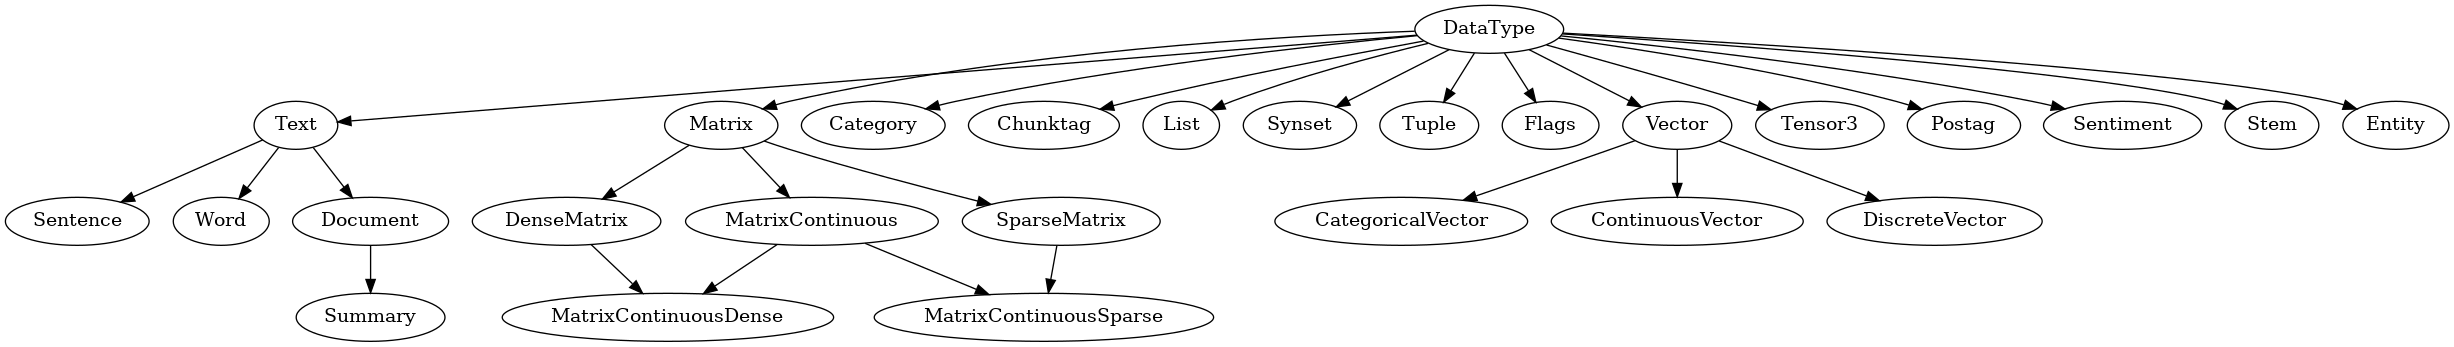 DataType
Text
Matrix
Category
Chunktag
List
Synset
Tuple
Flags
Vector
Tensor3
Postag
Sentiment
Stem
Entity
Sentence
Word
Document
DenseMatrix
MatrixContinuous
SparseMatrix
CategoricalVector
ContinuousVector
DiscreteVector
Summary
MatrixContinuousDense
MatrixContinuousSparse